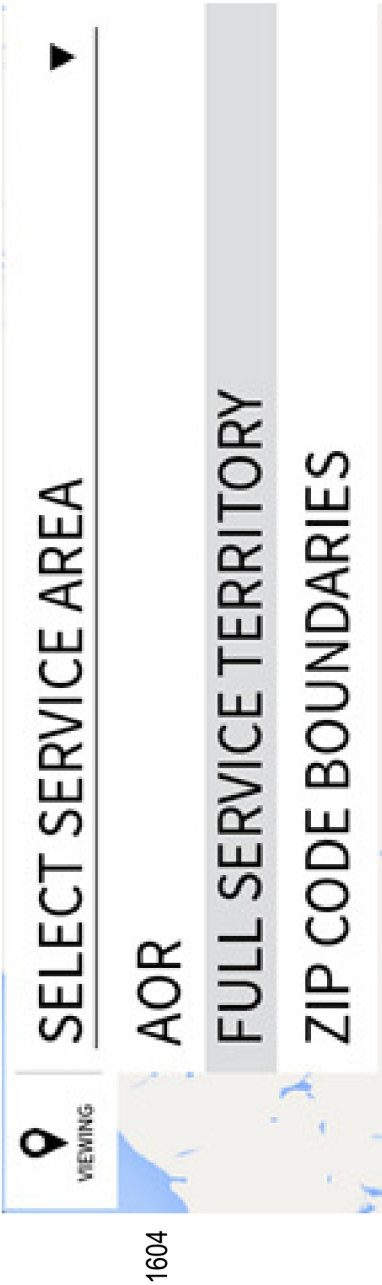 SELECT SERVICE AREA
VIEWING
AOR
FULL SERVICE TERRITORY
ZIP CODE BOUNDARIES
1604